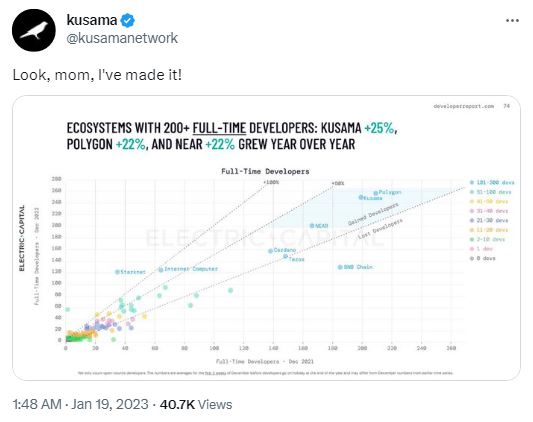 kusama
@kusamanetwork
Look, mom, I've made it!
developerreport.com 74
ECOSYSTEMS WITH 200+ FULL-TIME DEVELOPERS: KUSAMA +25%,
POLYGON +22%, AND NEAR +22% GREW YEAR OVER YEAR
Full-Time Developers
ELECTRIC CAPITAL
Full-Time Developers - Dec 2022
280
260
240
220
200
180
160
140
120
100
80
60
40
20
0
+100%
+50%
Polygon
Kusama
Gained Developers
Lost Developers
NEAR
ELECTRIC CAPITAL
Cardano
Terra
BNB Chain
Starknet
Internet Computer
101-300 devs
51-100 devs
41-50 devs
31-40 devs
21-30 devs
11-20 devs
2-10 devs
1 dev
0 devs
0 20 40 60 80 100 120 140 160 180 200 220 240 260
Full-Time Developers - Dec 2021
1:48 AM · Jan 19, 2023 · 40.7K Views